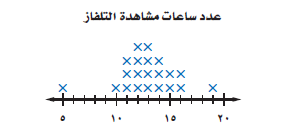 عدد ساعات مشاهدة التلفاز
٥ ١٠ ١٥ ٢٠